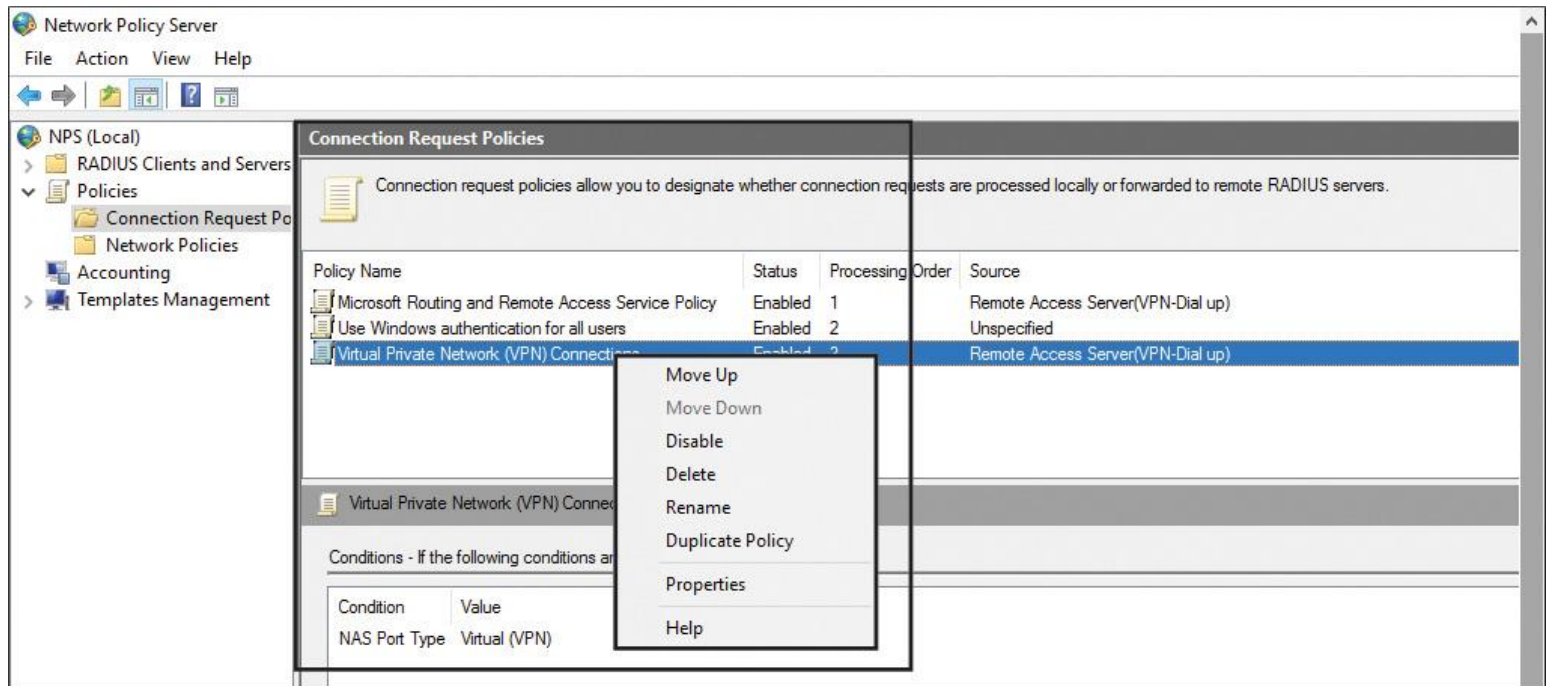 Network Policy Server
File Action View Help
NPS (Local)
RADIUS Clients and Servers
Policies
Connection Request Po
Network Policies
Accounting
Templates Management
Connection Request Policies
Connection request policies allow you to designate whether connection requests are processed locally or forwarded to remote RADIUS servers.
Policy Name Status Processing Order Source
Microsoft Routing and Remote Access Service Policy Enabled 1 Remote Access Server(VPN-Dial up)
Use Windows authentication for all users Enabled 2 Unspecified
Virtual Private Network (VPN) Connections Enabled 3 Remote Access Server(VPN-Dial up)
Move Up
Move Down
Disable
Delete
Rename
Duplicate Policy
Properties
Help
Virtual Private Network (VPN) Connec
Conditions - If the following conditions ar
Condition Value
NAS Port Type Virtual (VPN)